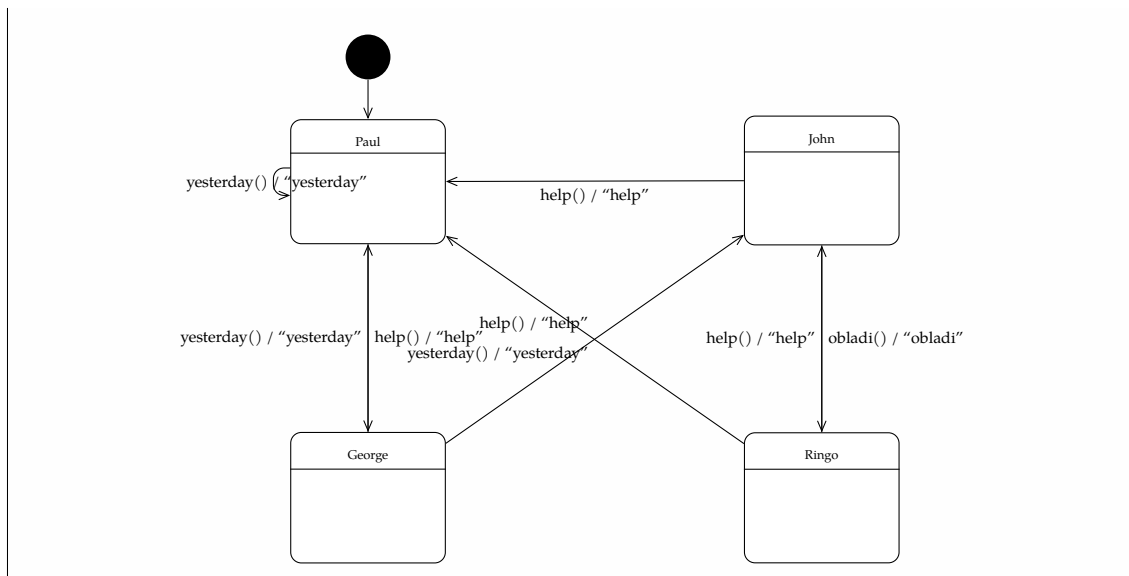 Paul
John
yesterday() / “yesterday”
help() / “help”
help() / “help”
yesterday() / “yesterday”
help() / “help”
yesterday() / “yesterday”
help() / “help”
obladi() / “obladi”
George
Ringo